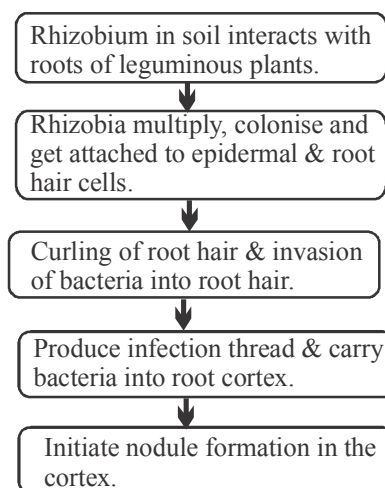 Rhizobium in soil interacts with
roots of leguminous plants.
Rhizobia multiply, colonise and
get attached to epidermal & root
hair cells.
Curling of root hair & invasion
of bacteria into root hair.
Produce infection thread & carry
bacteria into root cortex.
Initiate nodule formation in the
cortex.